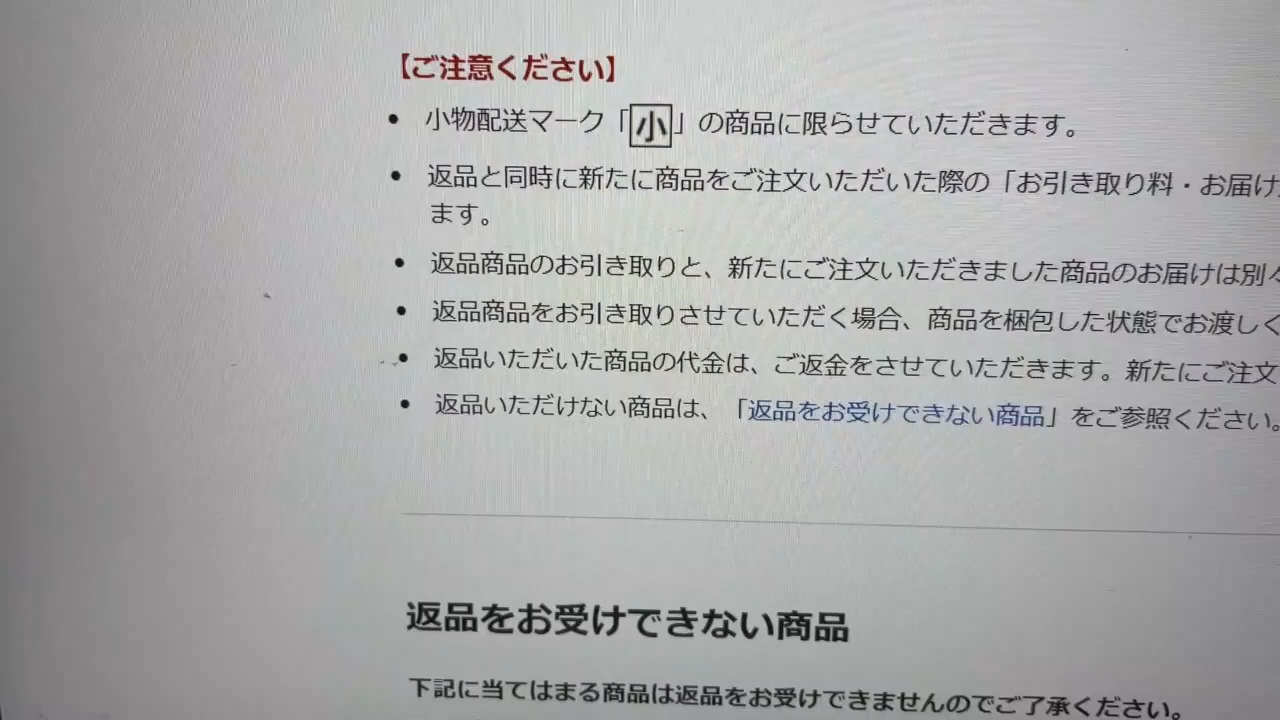 【ご注意ください】
• 小物配送マーク「小」の商品に限らせていただきます。
• 返品と同時に新たに商品をご注文いただいた際の「お引き取り料・お届け
ます。
• 返品商品のお引き取りと、新たにご注文いただきました商品のお届けは別々
• 返品商品をお引き取りさせていただく場合、商品を梱包した状態でお渡しく
• 返品いただいた商品の代金は、ご返金をさせていただきます。新たにご注文
• 返品いただけない商品は、「返品をお受けできない商品」をご参照ください。
返品をお受けできない商品
下記に当てはまる商品は返品をお受けできませんのでご了承ください。